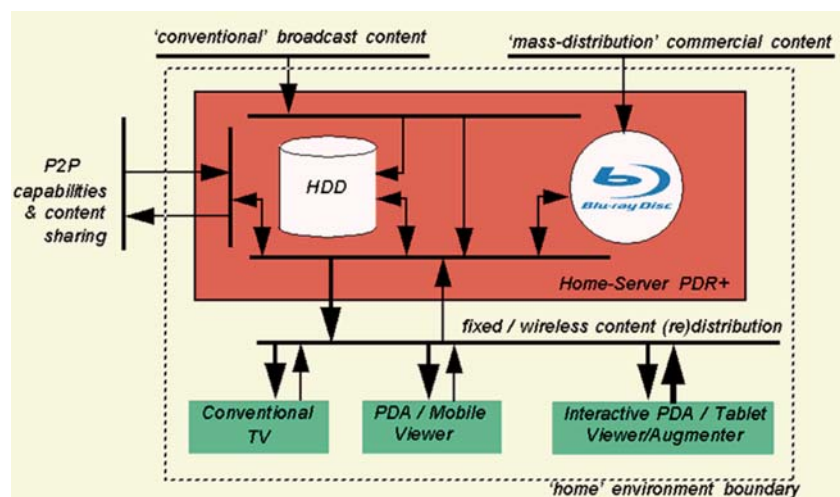 'conventional' broadcast content
'mass-distribution' commercial content
P2P
capabilities
& content
sharing
HDD
Blu-ray Disc
Home-Server PDR+
fixed / wireless content (re)distribution
Conventional
TV
PDA / Mobile
Viewer
Interactive PDA / Tablet
Viewer/Augmenter
'home' environment boundary